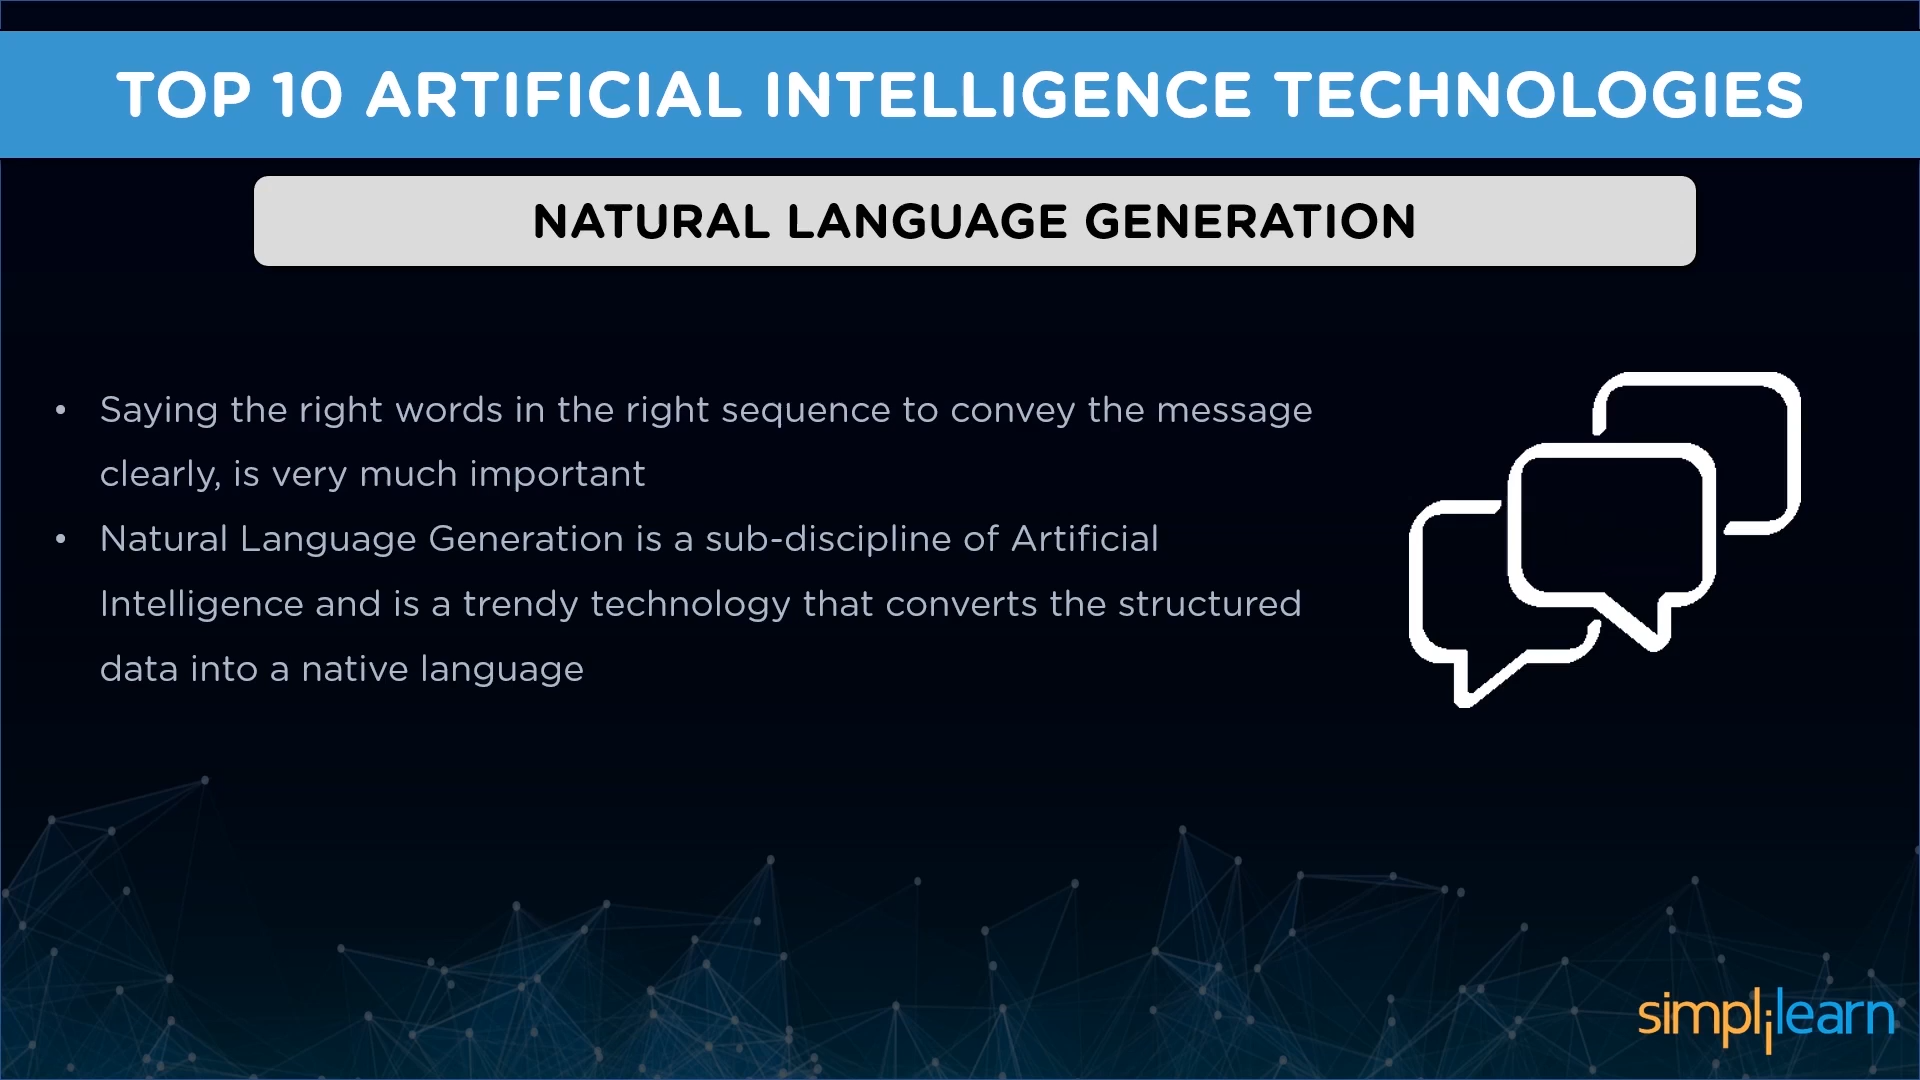 TOP 10 ARTIFICIAL INTELLIGENCE TECHNOLOGIES
NATURAL LANGUAGE GENERATION
• Saying the right words in the right sequence to convey the message
clearly, is very much important
• Natural Language Generation is a sub-discipline of Artificial
Intelligence and is a trendy technology that converts the structured
data into a native language
simplilearn